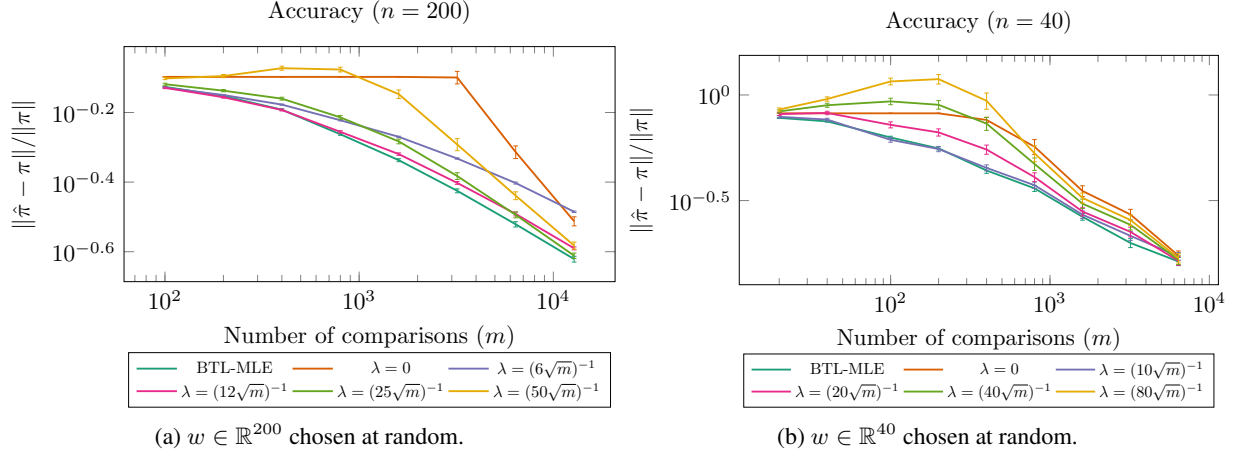 Accuracy (n = 200)
∥π̂ − π∥/∥π∥
10^−0.2
10^−0.4
10^−0.6
10^2
10^3
10^4
Number of comparisons (m)
BTL-MLE
λ = 0
λ = (6√m)^−1
λ = (12√m)^−1
λ = (25√m)^−1
λ = (50√m)^−1
(a) w ∈ ℝ^200 chosen at random.
Accuracy (n = 40)
∥π̂ − π∥/∥π∥
10^0
10^−0.5
10^2
10^3
10^4
Number of comparisons (m)
BTL-MLE
λ = 0
λ = (10√m)^−1
λ = (20√m)^−1
λ = (40√m)^−1
λ = (80√m)^−1
(b) w ∈ ℝ^40 chosen at random.